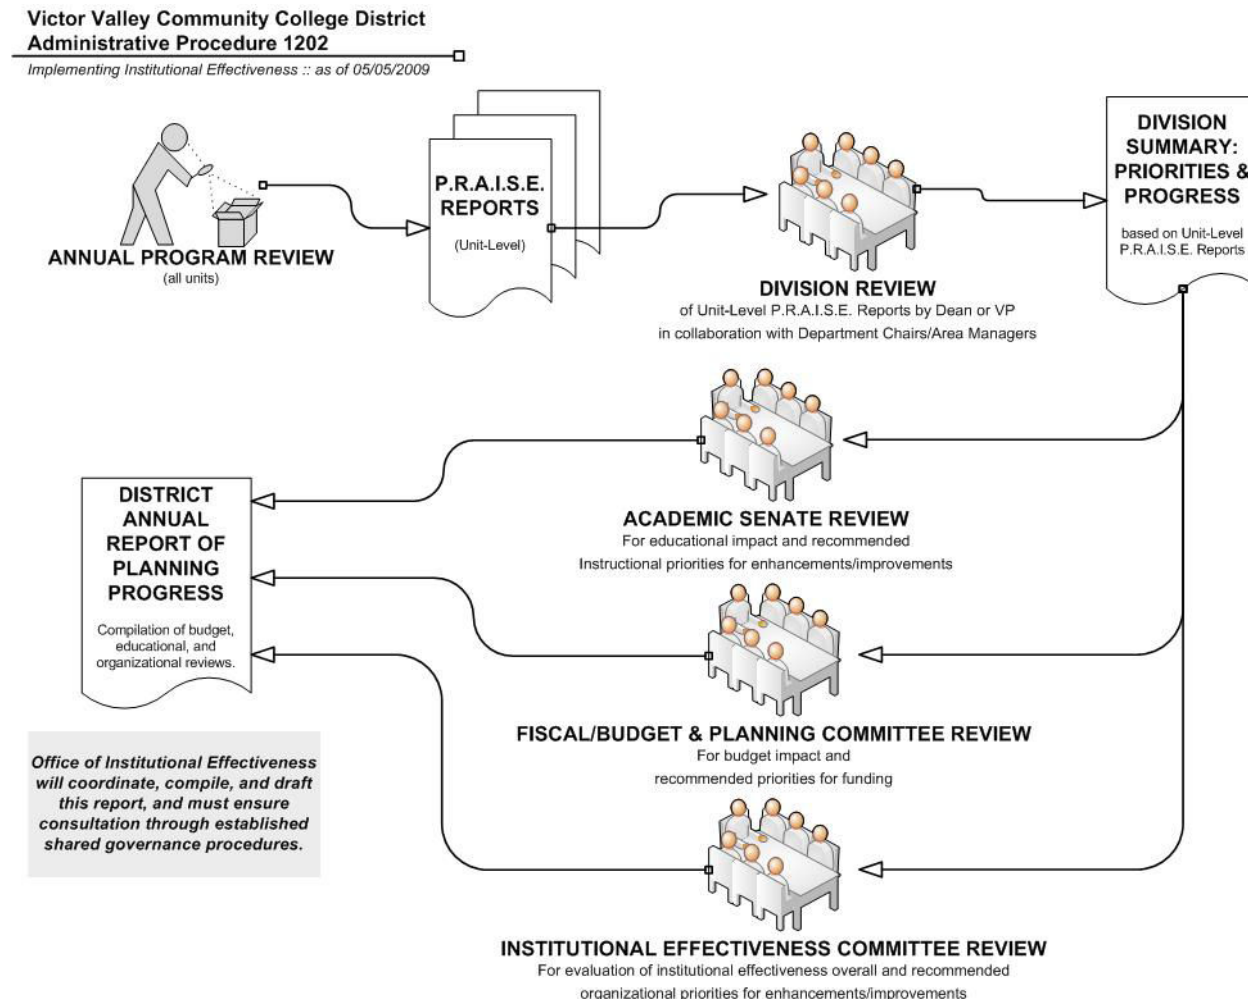 Victor Valley Community College District
Administrative Procedure 1202
Implementing Institutional Effectiveness :: as of 05/05/2009
ANNUAL PROGRAM REVIEW
(all units)
P.R.A.I.S.E.
REPORTS
(Unit-Level)
DIVISION REVIEW
of Unit-Level P.R.A.I.S.E. Reports by Dean or VP
in collaboration with Department Chairs/Area Managers
DIVISION
SUMMARY:
PRIORITIES &
PROGRESS
based on Unit-Level
P.R.A.I.S.E. Reports
ACADEMIC SENATE REVIEW
For educational impact and recommended
Instructional priorities for enhancements/improvements
FISCAL/BUDGET & PLANNING COMMITTEE REVIEW
For budget impact and
recommended priorities for funding
INSTITUTIONAL EFFECTIVENESS COMMITTEE REVIEW
For evaluation of institutional effectiveness overall and recommended
organizational priorities for enhancements/improvements
DISTRICT
ANNUAL
REPORT OF
PLANNING
PROGRESS
Compilation of budget,
educational, and
organizational reviews.
Office of Institutional Effectiveness
will coordinate, compile, and draft
this report, and must ensure
consultation through established
shared governance procedures.